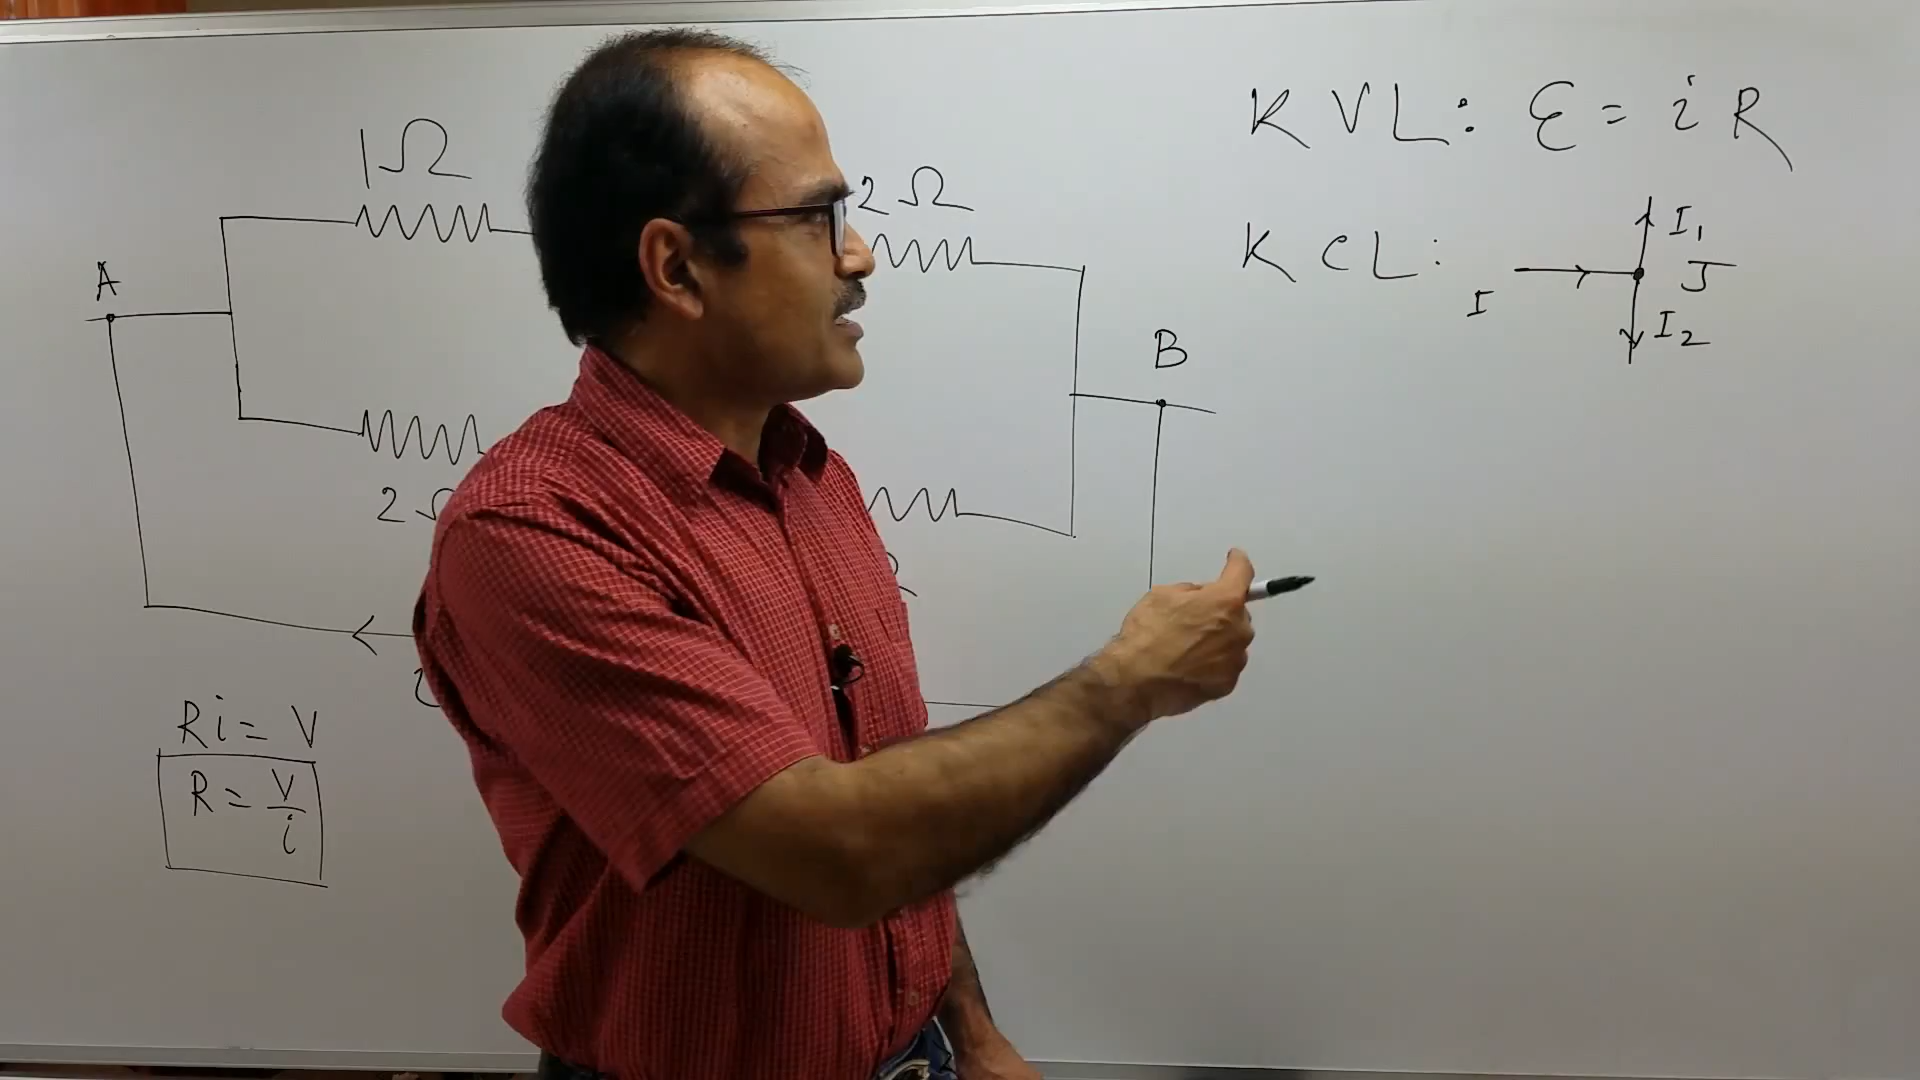 1Ω
2Ω
A
B
2
Ri = V
R = V/i
KVL: Ɛ = iR
KCL:
I
I₁
J
I₂